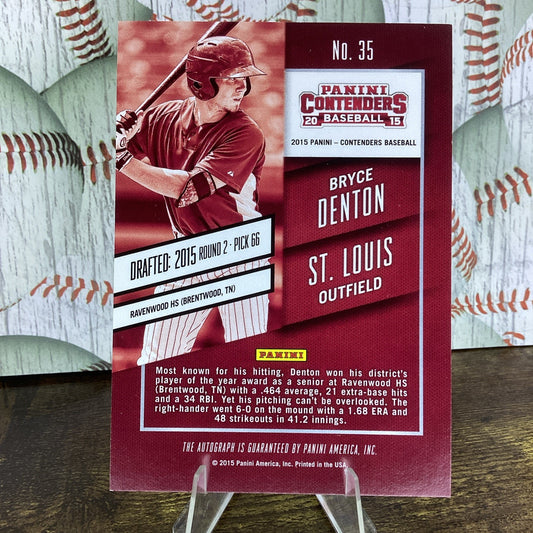 No. 35
PANINI
CONTENDERS
20 BASEBALL 15
2015 PANINI – CONTENDERS BASEBALL
BRYCE
DENTON
ST. LOUIS
OUTFIELD
DRAFTED: 2015 ROUND 2 · PICK 66
RAVENWOOD HS (BRENTWOOD, TN)
PANINI
Most known for his hitting, Denton won his district's
player of the year award as a senior at Ravenwood HS
(Brentwood, TN) with a .464 average, 21 extra-base hits
and a 34 RBI. Yet his pitching can't be overlooked. The
right-hander went 6-0 on the mound with a 1.68 ERA and
48 strikeouts in 41.2 innings.
THE AUTOGRAPH IS GUARANTEED BY PANINI AMERICA, INC.
© 2015 Panini America, Inc. Printed in the USA.